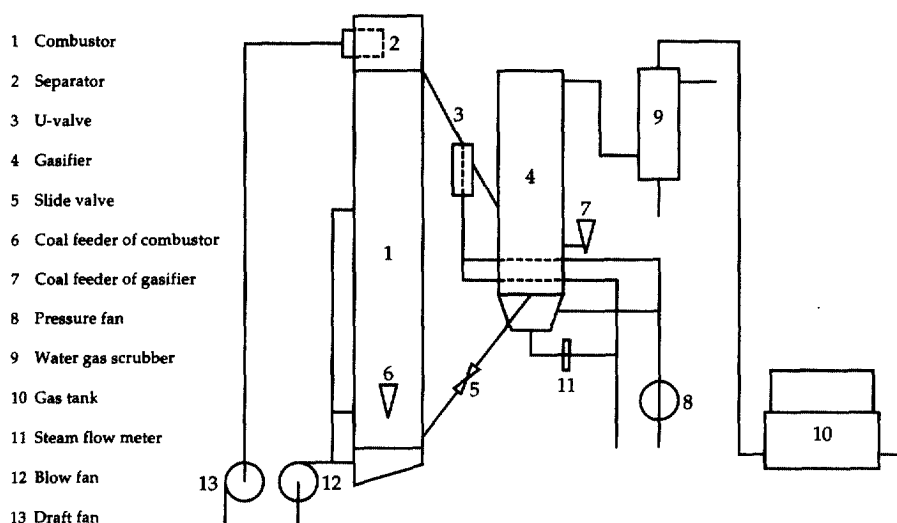 1 Combustor
2 Separator
3 U-valve
4 Gasifier
5 Slide valve
6 Coal feeder of combustor
7 Coal feeder of gasifier
8 Pressure fan
9 Water gas scrubber
10 Gas tank
11 Steam flow meter
12 Blow fan
13 Draft fan
2
3
9
4
7
1
6
5
11
8
10
13
12